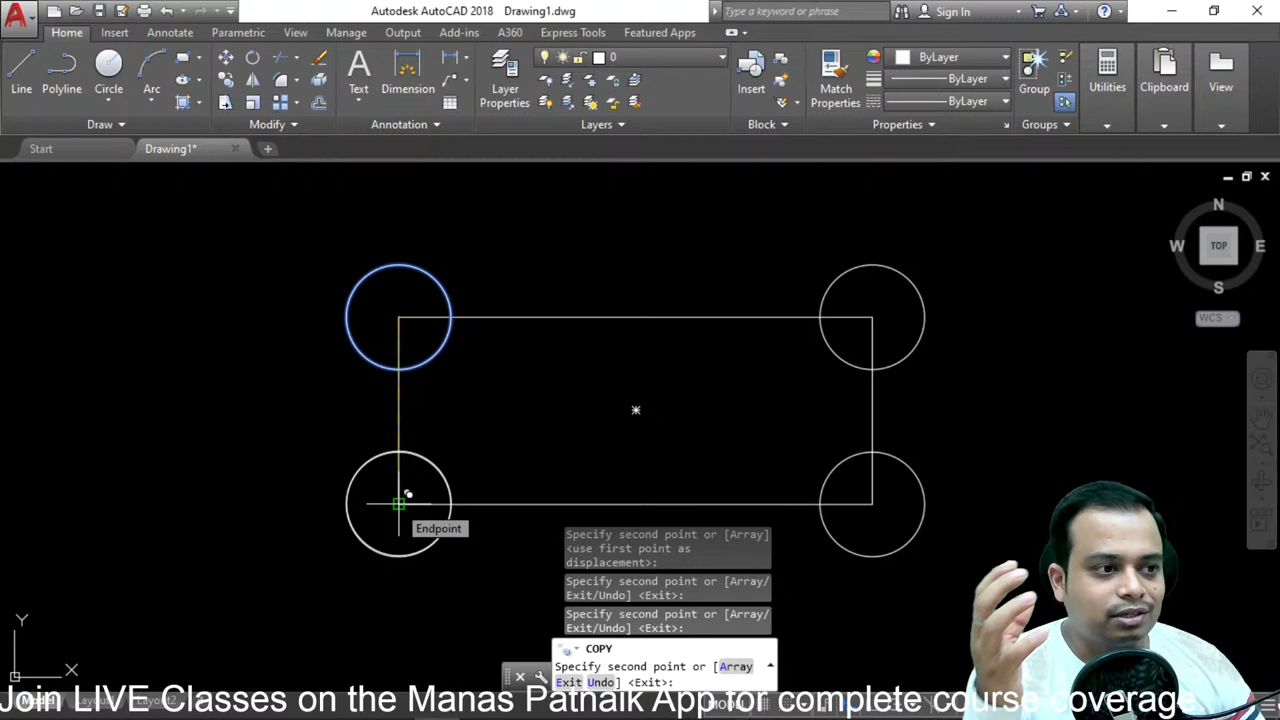 Autodesk AutoCAD 2018 Drawing1.dwg
Type a keyword or phrase
Sign In
Home Insert Annotate Parametric View Manage Output Add-ins A360 Express Tools Featured Apps
Line Polyline Circle Arc
Text Dimension
Layer Properties
0
Insert
Match Properties
ByLayer
ByLayer
ByLayer
Group
Utilities
Clipboard
View
Draw Modify Annotation Layers Block Properties Groups
Start
Drawing1*
N
W TOP E
S
WCS
Endpoint
Specify second point or [Array]
<use first point as
displacement>:
Specify second point or [Array/
Exit/Undo] <Exit>:
Specify second point or [Array/
Exit/Undo] <Exit>:
COPY
Specify second point or [Array
Exit Undo] <Exit>:
Y
X
Join LIVE Classes on the Manas Patnaik App for complete course coverage.